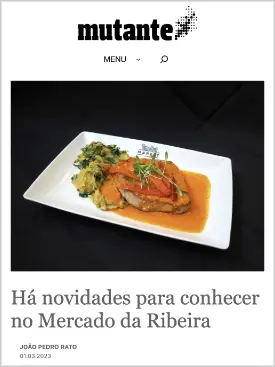 mutante
MENU
Há novidades para conhecer
no Mercado da Ribeira
JOÃO PEDRO RATO
01.03.2023